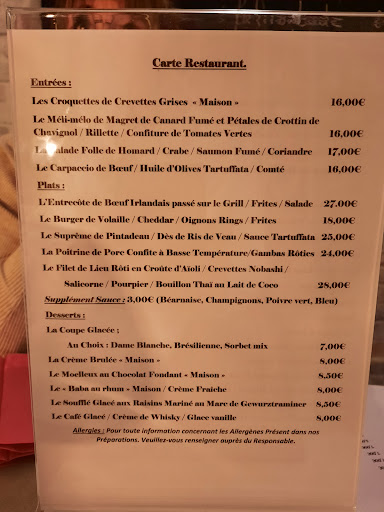 Carte Restaurant.
Entrées :
Les Croquettes de Crevettes Grises « Maison » 16,00€
Le Méli-mélo de Magret de Canard Fumé et Pétales de Crottin de
Chavignol / Rillette / Confiture de Tomates Vertes 16,00€
La Salade Folle de Homard / Crabe / Saumon Fumé / Coriandre 17,00€
Le Carpaccio de Bœuf / Huile d'Olives Tartuffata / Comté 16,00€
Plats :
L'Entrecôte de Bœuf Irlandais passé sur le Grill / Frites / Salade 27.00€
Le Burger de Volaille / Cheddar / Oignons Rings / Frites 18,00€
Le Suprême de Pintadeau / Dés de Ris de Veau / Sauce Tartuffata 25,00€
La Poitrine de Porc Confite à Basse Température/Gambas Rôties 24,00€
Le Filet de Lieu Rôti en Croûte d'Aïoli / Crevettes Nobashi /
Salicorne / Pourpier / Bouillon Thaï au Lait de Coco 28,00€
Supplément Sauce : 3,00€ (Béarnaise, Champignons, Poivre vert, Bleu)
Desserts :
La Coupe Glacée ;
Au Choix : Dame Blanche, Brésilienne, Sorbet mix 7,00€
La Crème Brulée « Maison » 8,00€
Le Moelleux au Chocolat Fondant « Maison » 8,50€
Le « Baba au rhum » Maison / Crème Fraîche 8,00€
Le Soufflé Glacé aux Raisins Mariné au Marc de Gewurztraminer 8,50€
Le Café Glacé / Crème de Whisky / Glace vanille 8,00€
Allergies : Pour toute information concernant les Allergènes Présent dans nos
Préparations. Veuillez-vous renseigner auprès du Responsable.